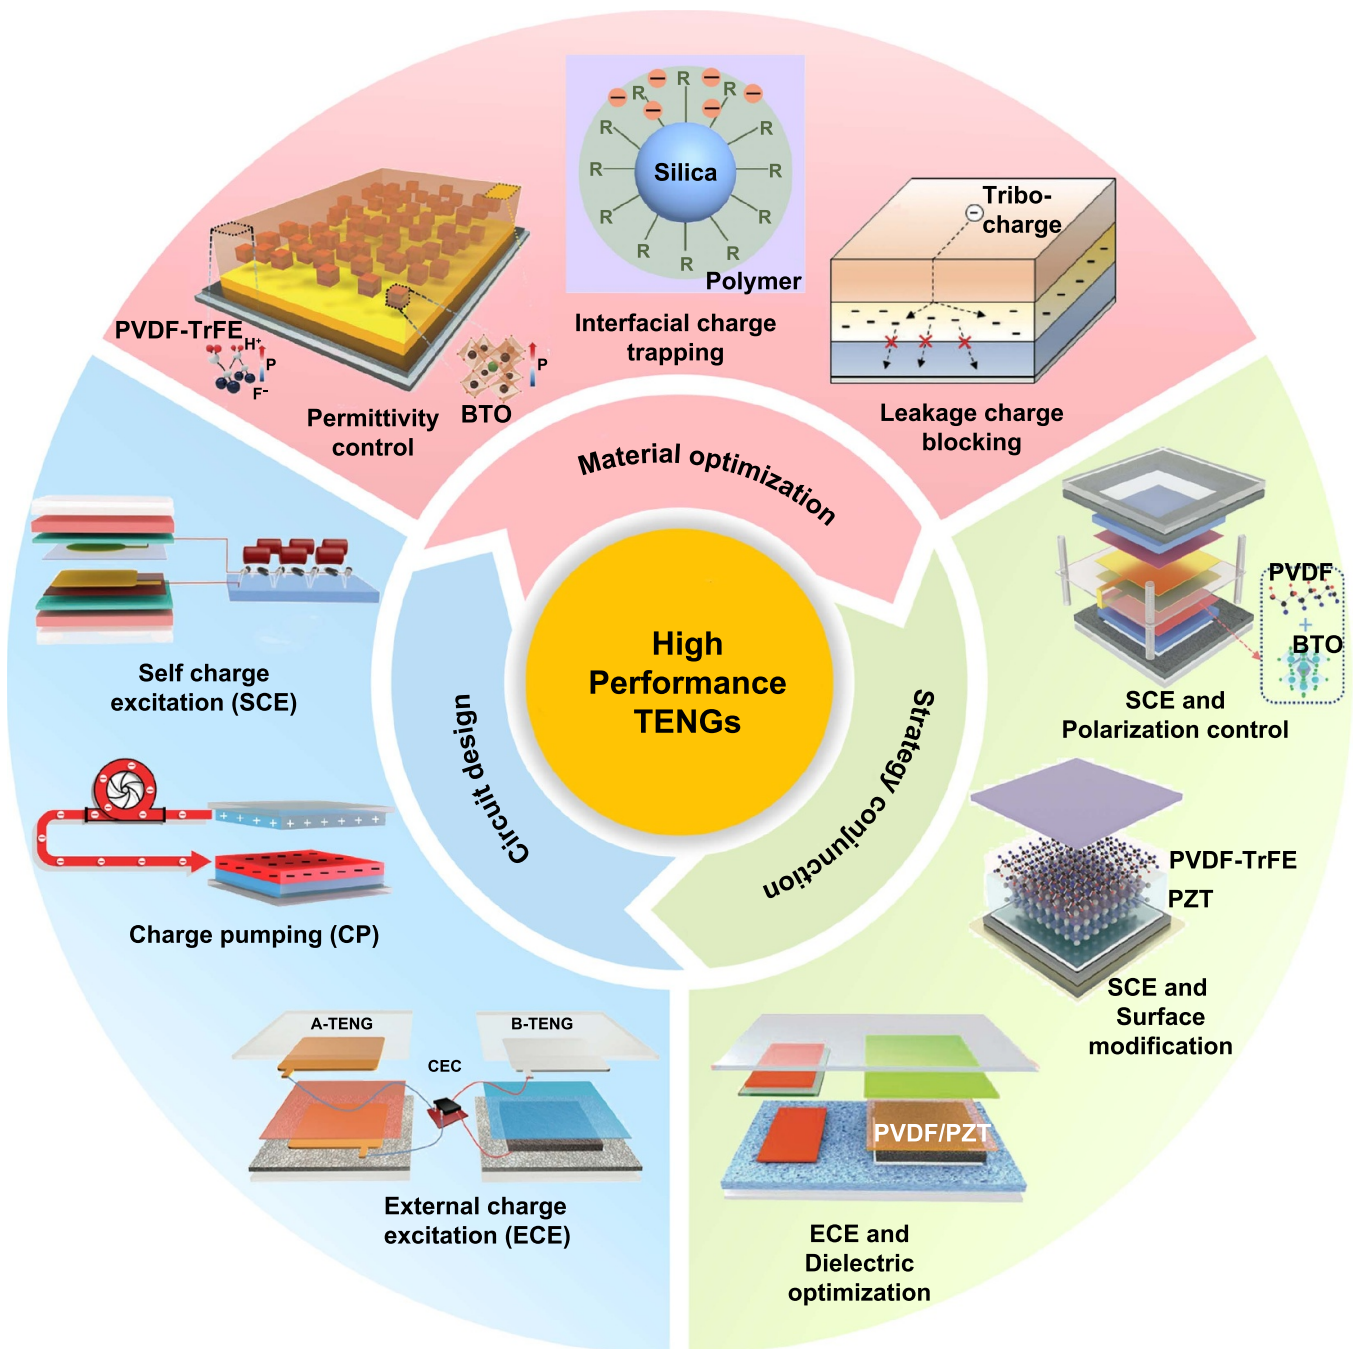 R
R
R
R
R
R
R
R
R
R
R
R
Silica
Polymer
Interfacial charge
trapping
PVDF-TrFE
H+
P
F-
P
BTO
Permittivity
control
Tribo-
charge
Leakage charge
blocking
Material optimization
Circuit design
Strategy conjunction
High
Performance
TENGs
Self charge
excitation (SCE)
Charge pumping (CP)
A-TENG
B-TENG
CEC
External charge
excitation (ECE)
PVDF
+
BTO
SCE and
Polarization control
PVDF-TrFE
PZT
SCE and
Surface
modification
PVDF/PZT
ECE and
Dielectric
optimization